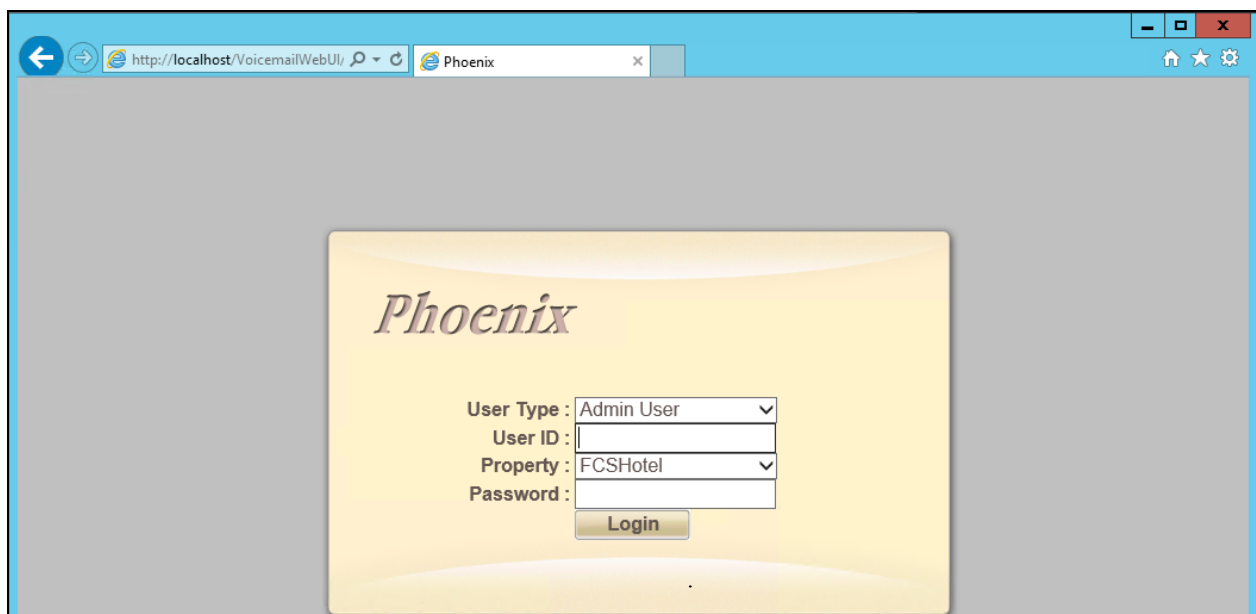 http://localhost/VoicemailWebUI/
Phoenix
Phoenix
User Type : Admin User
User ID :
Property : FCSHotel
Password :
Login